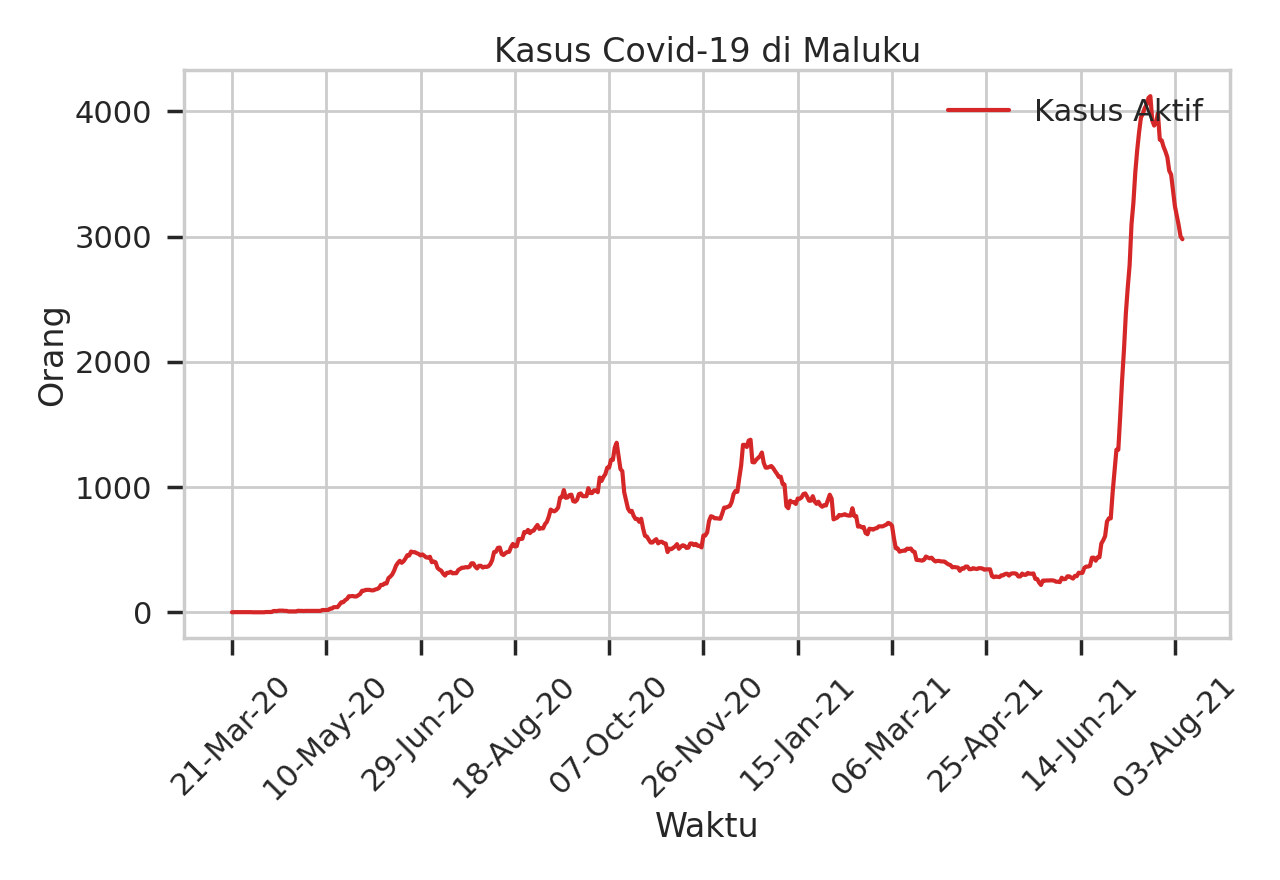 Kasus Covid-19 di Maluku
Kasus Aktif
Orang
4000
3000
2000
1000
0
21-Mar-20
10-May-20
29-Jun-20
18-Aug-20
07-Oct-20
26-Nov-20
15-Jan-21
06-Mar-21
25-Apr-21
14-Jun-21
03-Aug-21
Waktu